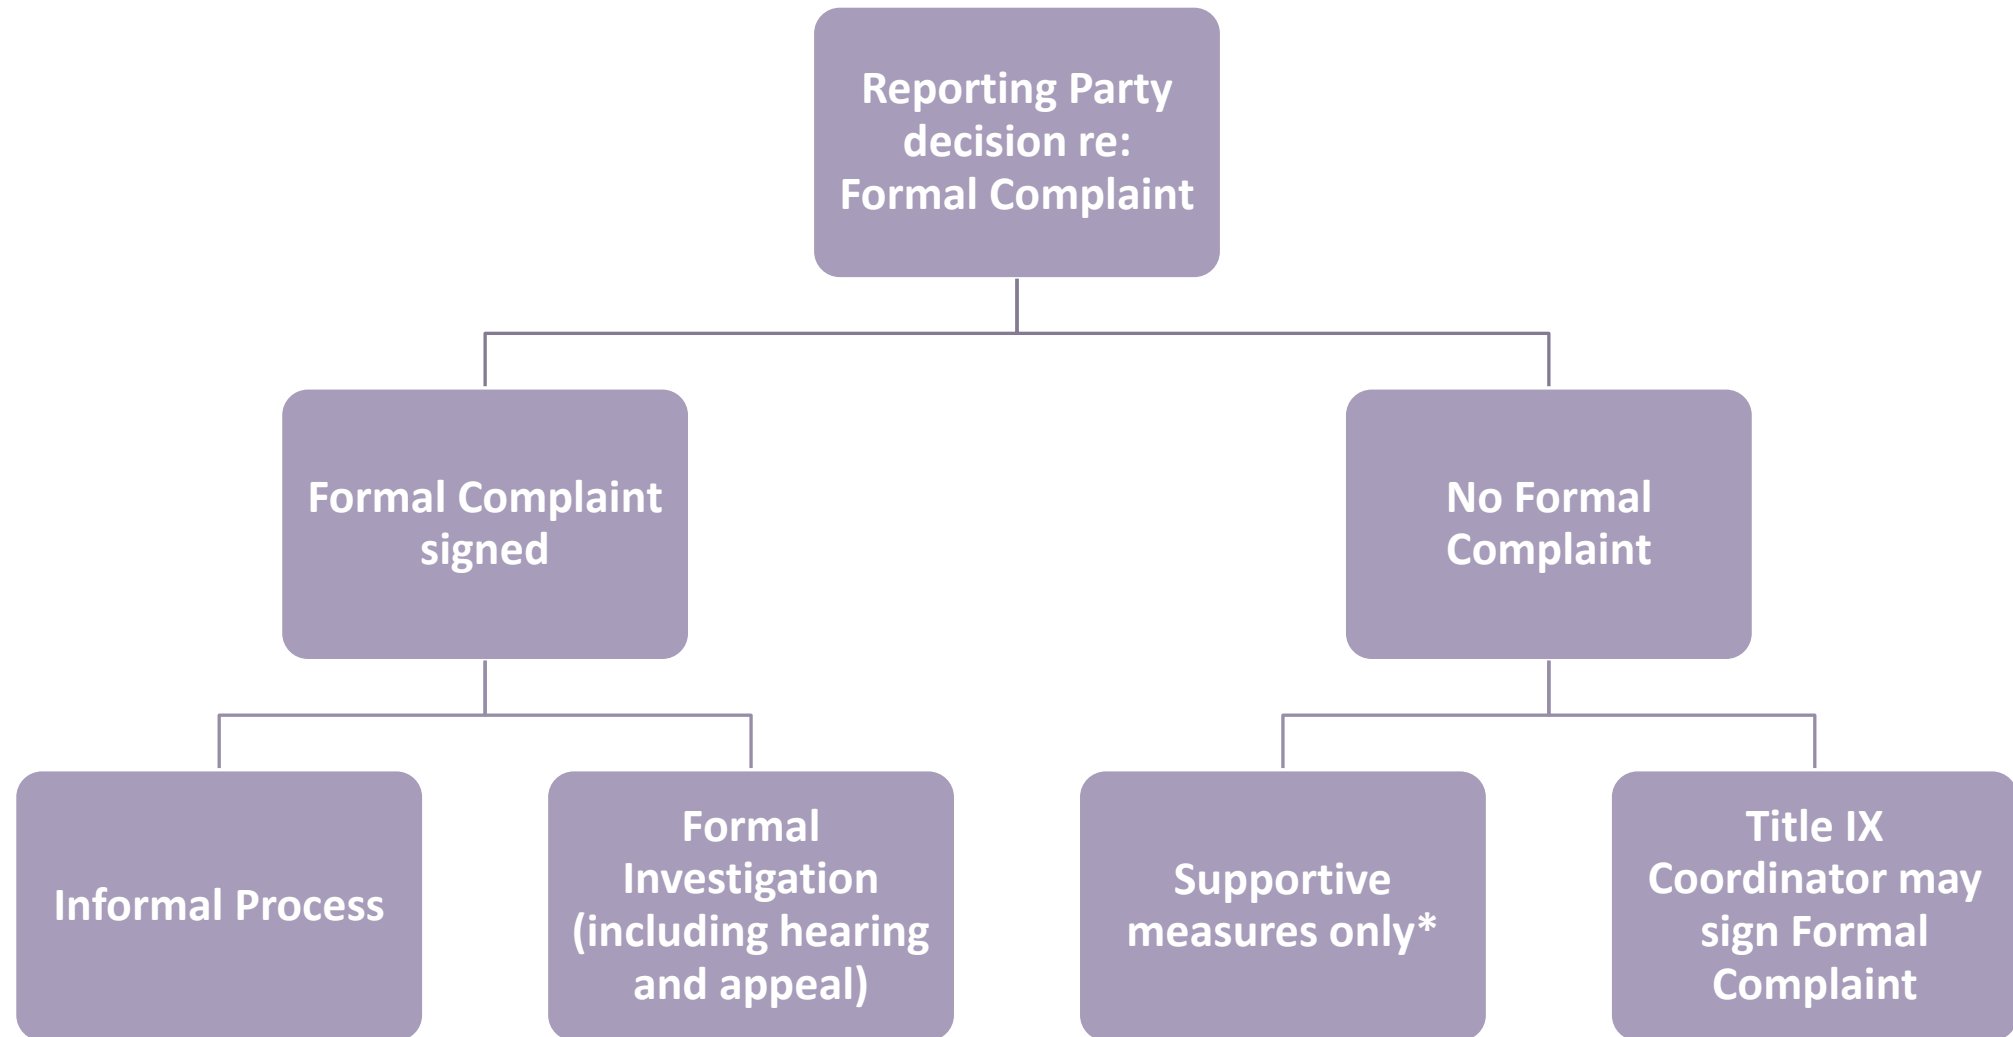 Reporting Party
decision re:
Formal Complaint
Formal Complaint
signed
No Formal
Complaint
Informal Process
Formal
Investigation
(including hearing
and appeal)
Supportive
measures only*
Title IX
Coordinator may
sign Formal
Complaint